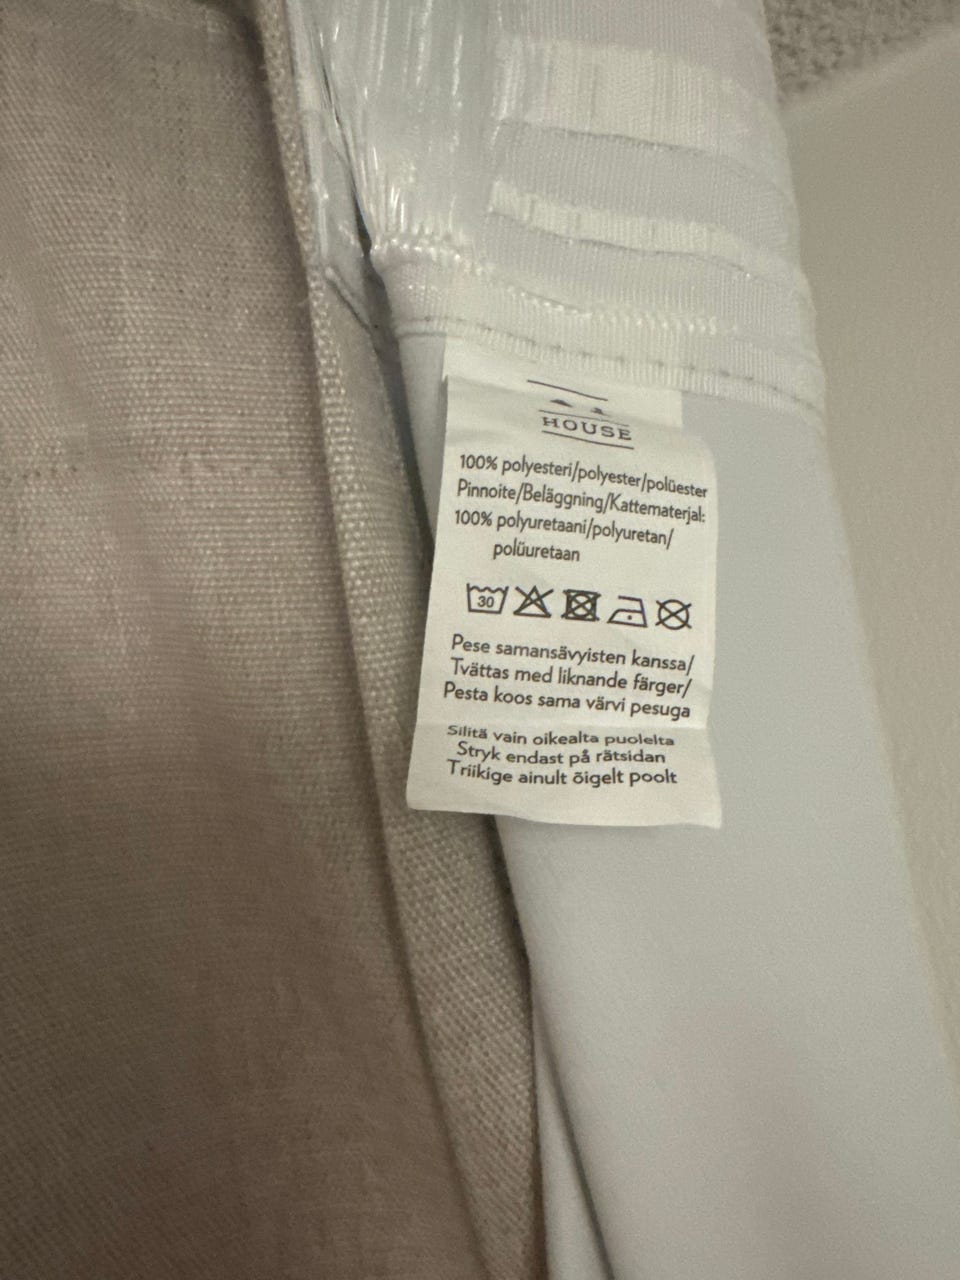 HOUSE
100% polyesteri/polyester/polüester
Pinnoite/Beläggning/Kattematerjal:
100% polyuretaani/polyuretan/
polüuretaan
30
Pese samansävyisten kanssa/
Tvättas med liknande färger/
Pesta koos sama värvi pesuga
Silitä vain oikealta puolelta
Stryk endast på rätsidan
Triikige ainult õigelt poolt